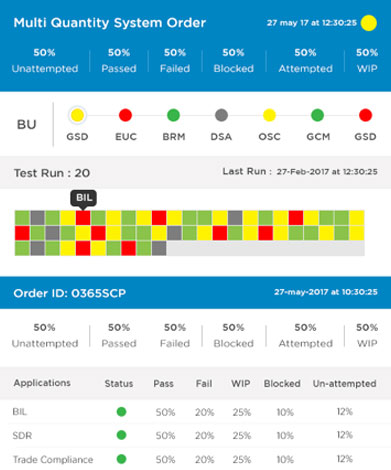 Multi Quantity System Order 27 may 17 at 12:30:25
50% 50% 50% 50% 50% 50%
Unattempted Passed Failed Blocked Attempted WIP
BU
GSD EUC BRM DSA OSC GCM GSD
Test Run : 20 Last Run : 27-Feb-2017 at 12:30:25
BIL
Order ID: 0365SCP 27-may-2017 at 10:30:25
50% 50% 50% 50% 50% 50%
Unattempted Passed Failed Blocked Attempted WIP
Applications Status Pass Fail WIP Blocked Un-attempted
BIL 50% 20% 25% 10% 12%
SDR 50% 20% 25% 10% 12%
Trade Compliance 50% 20% 25% 10% 12%